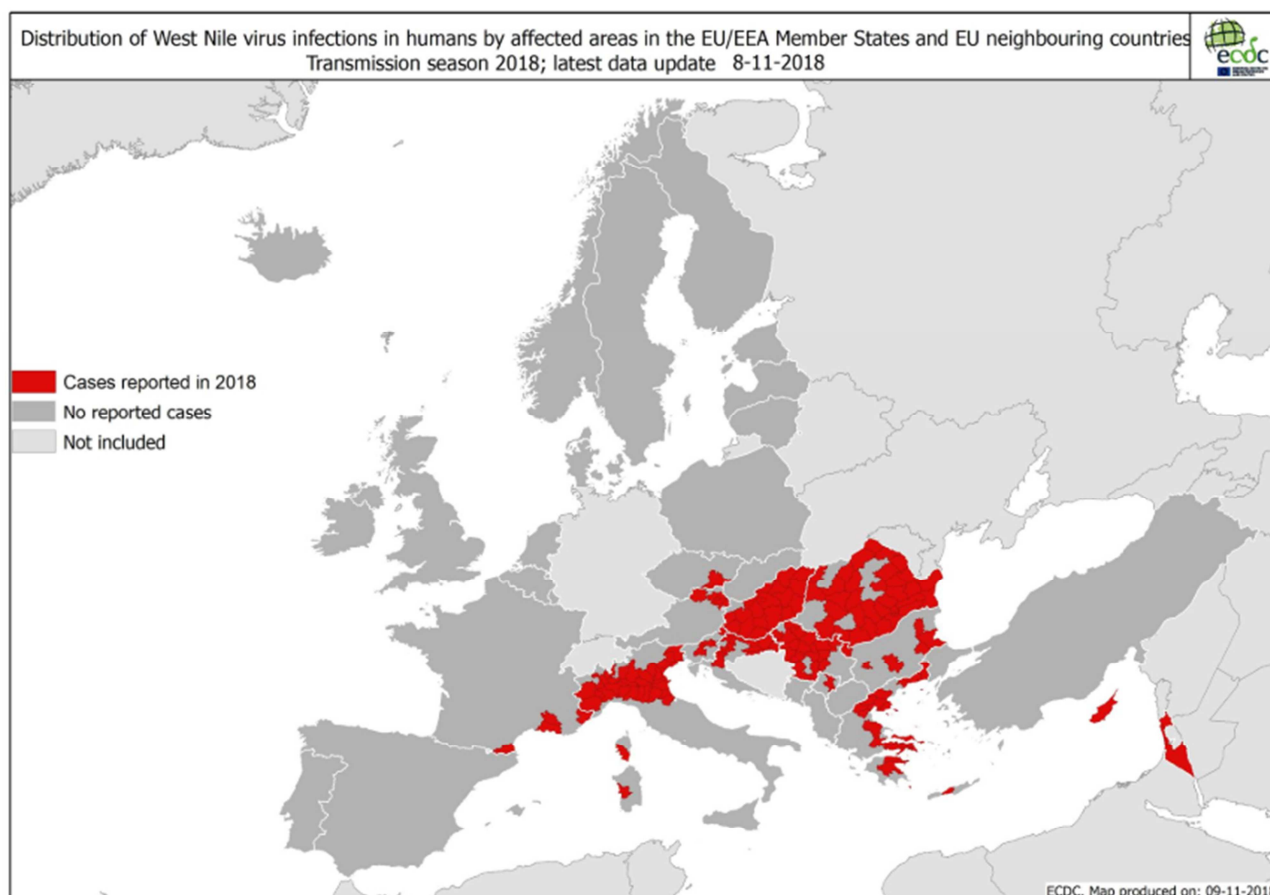 Distribution of West Nile virus infections in humans by affected areas in the EU/EEA Member States and EU neighbouring countries
Transmission season 2018; latest data update 8-11-2018
ecdc
Cases reported in 2018
No reported cases
Not included
ECDC. Map produced on: 09-11-201